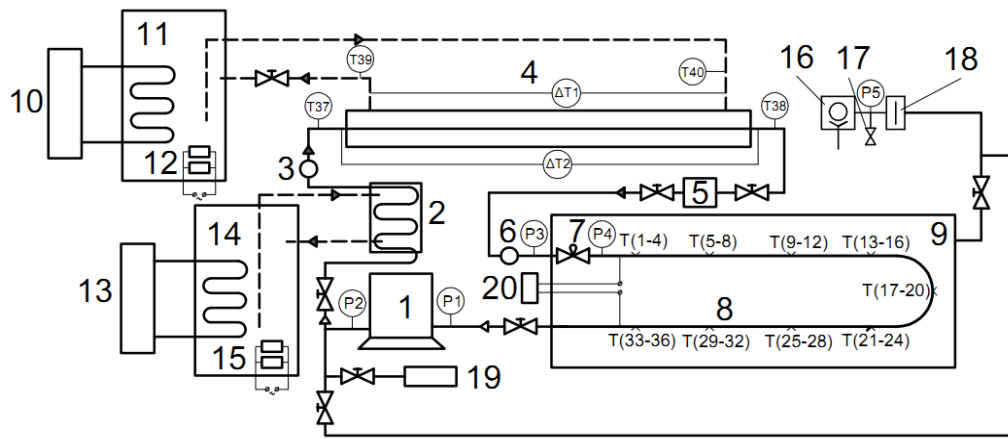 11
10
12
T39
4
T40
ΔT1
T37
T38
ΔT2
3
2
5
16
17
18
P5
14
13
15
6
P3
7
P4
T(1-4)
T(5-8)
T(9-12)
T(13-16)
9
T(17-20)
20
8
P2
1
P1
T(33-36)
T(29-32)
T(25-28)
T(21-24)
19